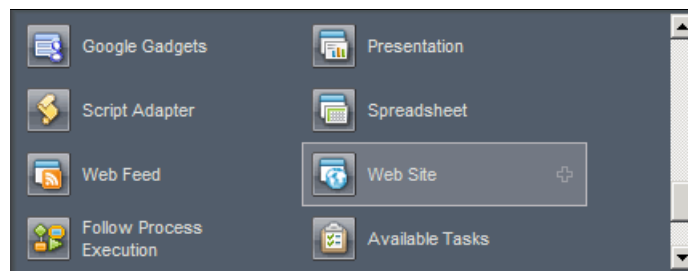 Google Gadgets
Presentation
Script Adapter
Spreadsheet
Web Feed
Web Site
Follow Process
Execution
Available Tasks